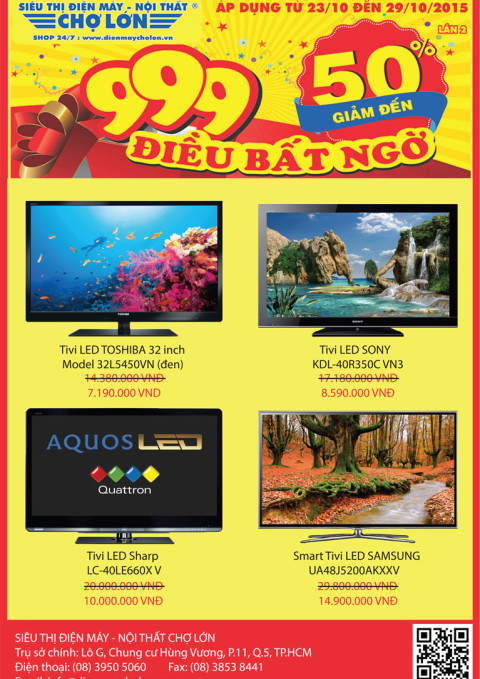 SIÊU THỊ ĐIỆN MÁY - NỘI THẤT ®
CHỢ LỚN
SHOP 24/7 : www.dienmaycholon.vn
ÁP DỤNG TỪ 23/10 ĐẾN 29/10/2015
LẦN 2
999
ĐIỀU BẤT NGỜ
50%
GIẢM ĐẾN
TOSHIBA
SONY
Tivi LED TOSHIBA 32 inch
Model 32L5450VN (đen)
14.380.000 VNĐ
7.190.000 VND
Tivi LED SONY
KDL-40R350C VN3
17.180.000 VNĐ
8.590.000 VNĐ
AQUOS LED
Quattron
Tivi LED Sharp
LC-40LE660X V
20.000.000 VNĐ
10.000.000 VNĐ
Smart Tivi LED SAMSUNG
UA48J5200AKXXV
29.800.000 VNĐ
14.900.000 VNĐ
SIÊU THỊ ĐIỆN MÁY - NỘI THẤT CHỢ LỚN
Trụ sở chính: Lô G, Chung cư Hùng Vương, P.11, Q.5, TP.HCM
Điện thoại: (08) 3950 5060 Fax: (08) 3853 8441